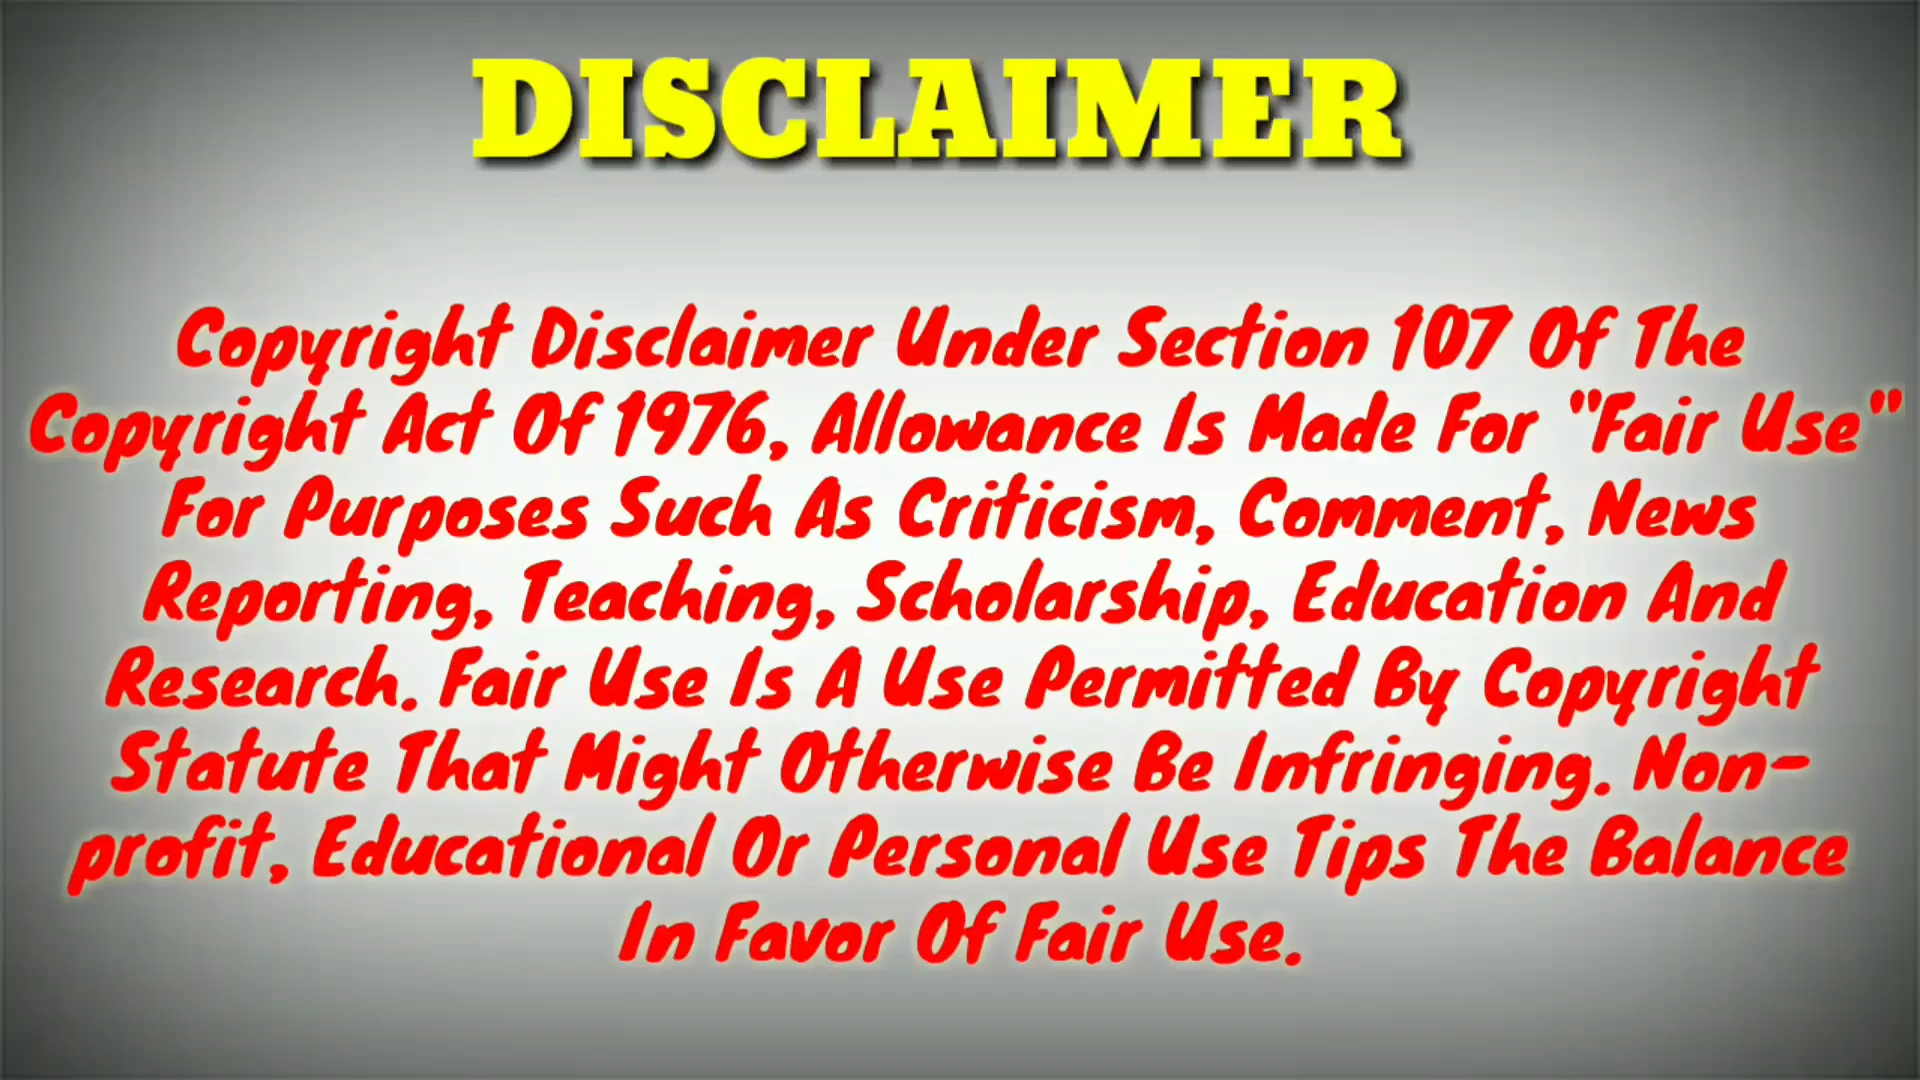 DISCLAIMER
Copyright Disclaimer Under Section 107 Of The
Copyright Act Of 1976, Allowance Is Made For "Fair Use"
For Purposes Such As Criticism, Comment, News
Reporting, Teaching, Scholarship, Education And
Research. Fair Use Is A Use Permitted By Copyright
Statute That Might Otherwise Be Infringing. Non-
profit, Educational Or Personal Use Tips The Balance
In Favor Of Fair Use.